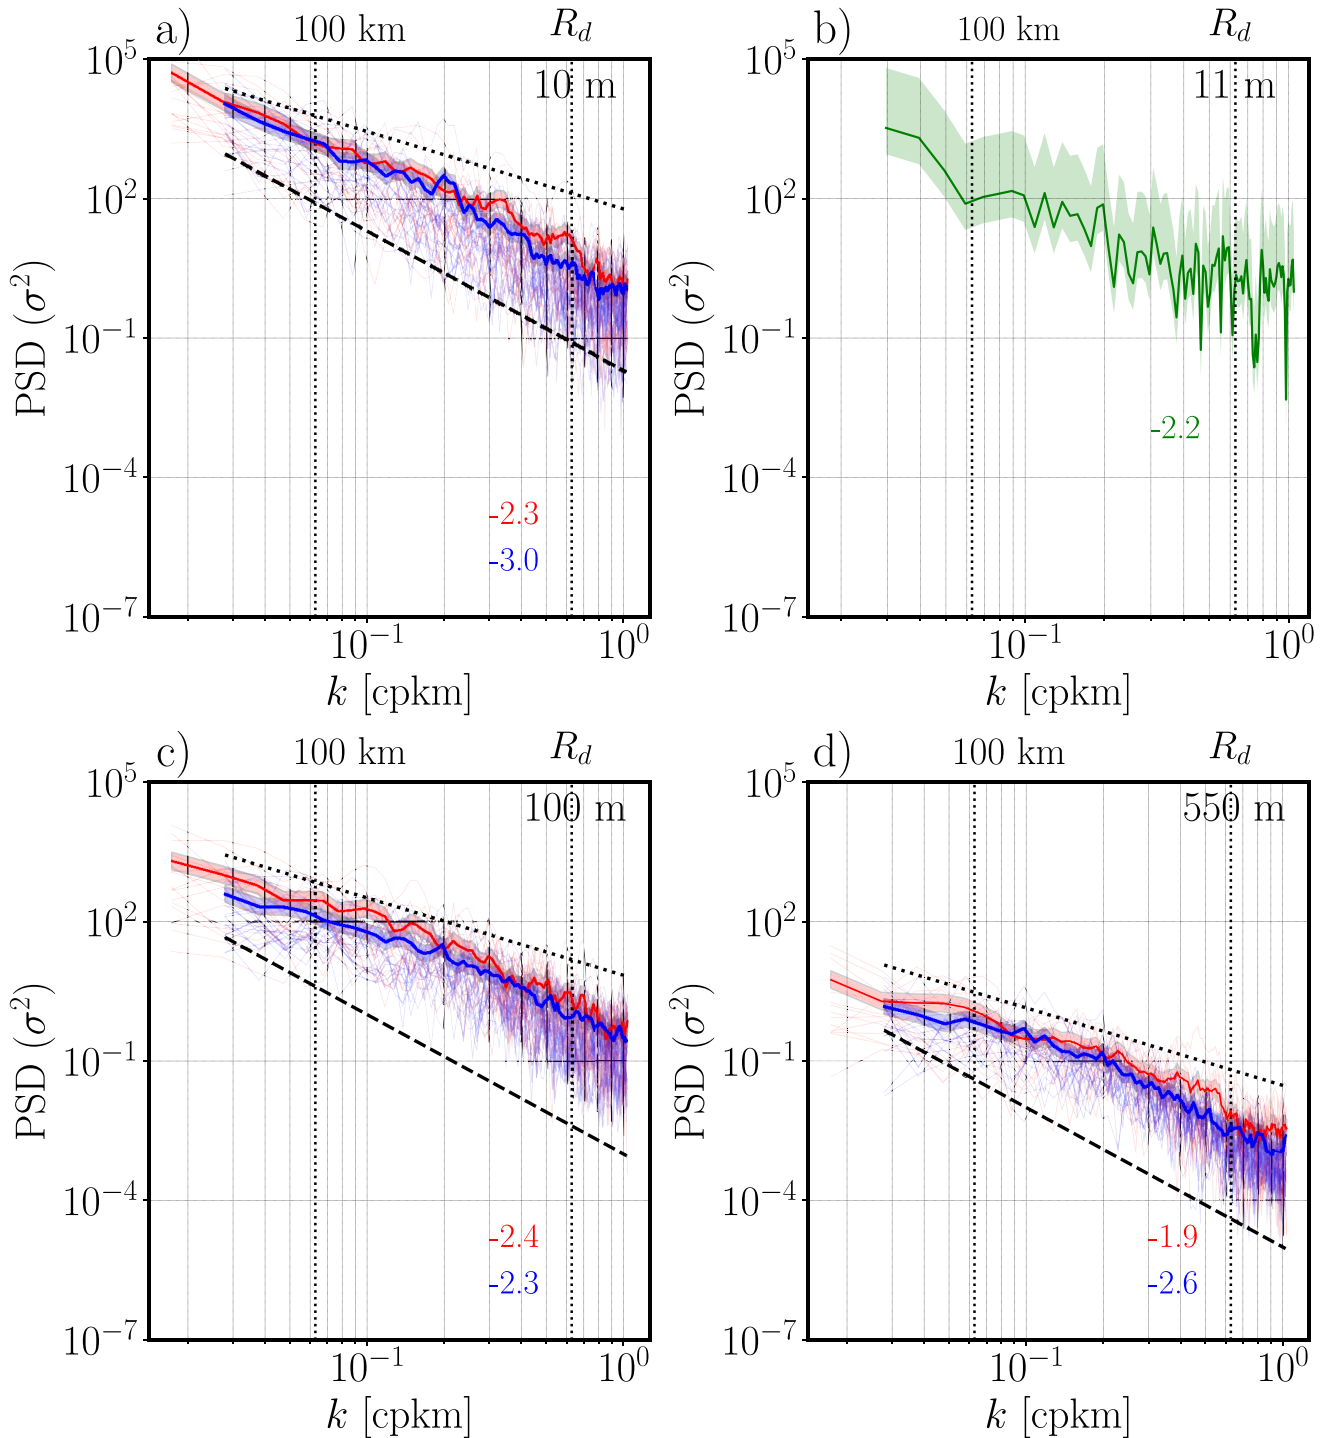 a) 100 km R_d
10 m
10^5
10^2
10^{-1}
10^{-4}
10^{-7}
PSD (σ^2)
-2.3
-3.0
10^{-1} 10^0
k [cpkm]
b) 100 km R_d
11 m
10^5
10^2
10^{-1}
10^{-4}
10^{-7}
PSD (σ^2)
-2.2
10^{-1} 10^0
k [cpkm]
c) 100 km R_d
100 m
10^5
10^2
10^{-1}
10^{-4}
10^{-7}
PSD (σ^2)
-2.4
-2.3
10^{-1} 10^0
k [cpkm]
d) 100 km R_d
550 m
10^5
10^2
10^{-1}
10^{-4}
10^{-7}
PSD (σ^2)
-1.9
-2.6
10^{-1} 10^0
k [cpkm]